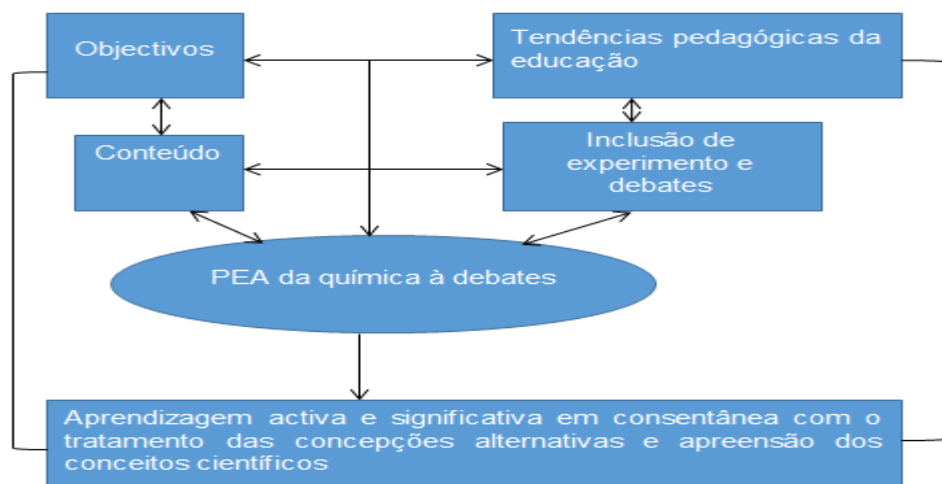 Objectivos
Tendências pedagógicas da
educação
Conteúdo
Inclusão de
experimento e
debates
PEA da química à debates
Aprendizagem activa e significativa em consentânea com o
tratamento das concepções alternativas e apreensão dos
conceitos científicos